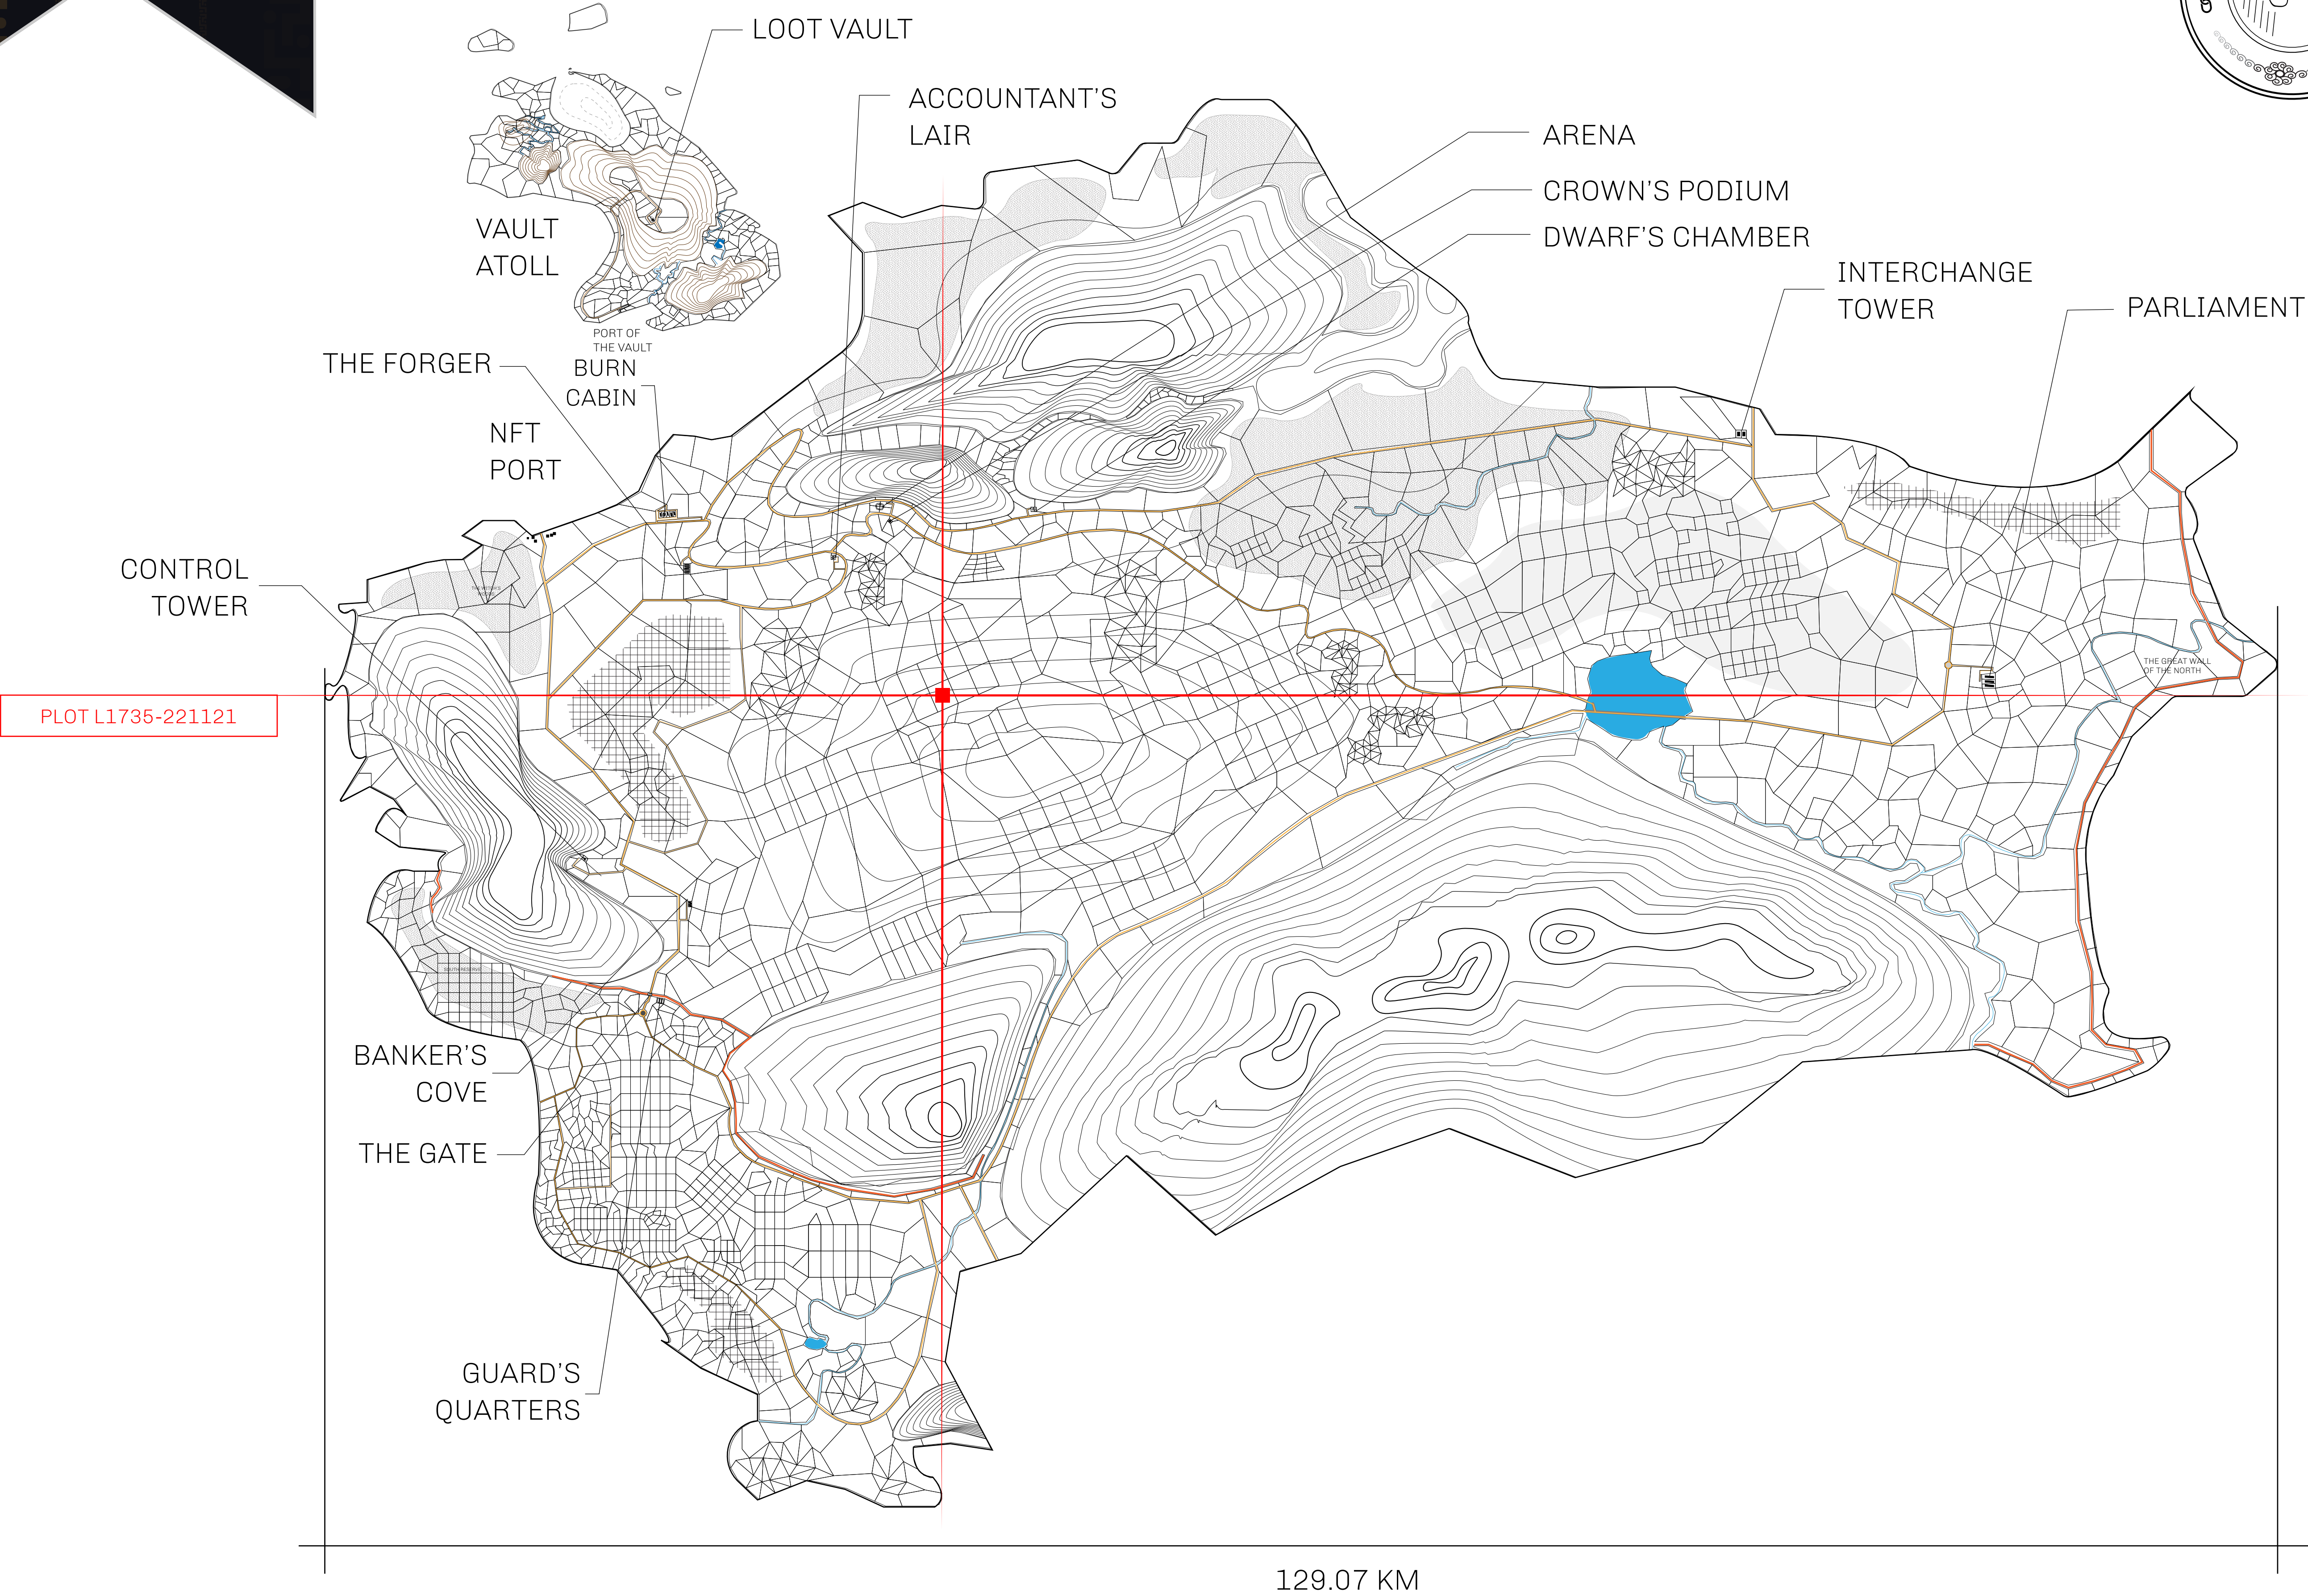 LOOT VAULT
ACCOUNTANT'S
LAIR
ARENA
CROWN'S PODIUM
DWARF'S CHAMBER
VAULT
ATOLL
INTERCHANGE
TOWER
PARLIAMENT
PORT OF
THE VAULT
THE FORGER
BURN
CABIN
NFT
PORT
CONTROL
TOWER
THE GREAT WALL
OF THE NORTH
PLOT L1735-221121
SOUTH RESERVE
BANKER'S
COVE
THE GATE
GUARD'S
QUARTERS
129.07 KM